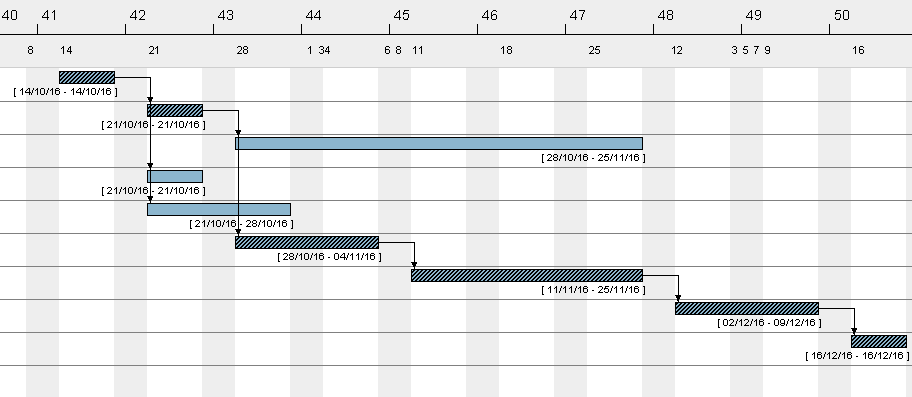 40 41 42 43 44 45 46 47 48 49 50
8 14 21 28 1 34 6 8 11 18 25 12 3 5 7 9 16
[ 14/10/16 - 14/10/16 ]
[ 21/10/16 - 21/10/16 ]
[ 28/10/16 - 25/11/16 ]
[ 21/10/16 - 21/10/16 ]
[ 21/10/16 - 28/10/16 ]
[ 28/10/16 - 04/11/16 ]
[ 11/11/16 - 25/11/16 ]
[ 02/12/16 - 09/12/16 ]
[ 16/12/16 - 16/12/16 ]